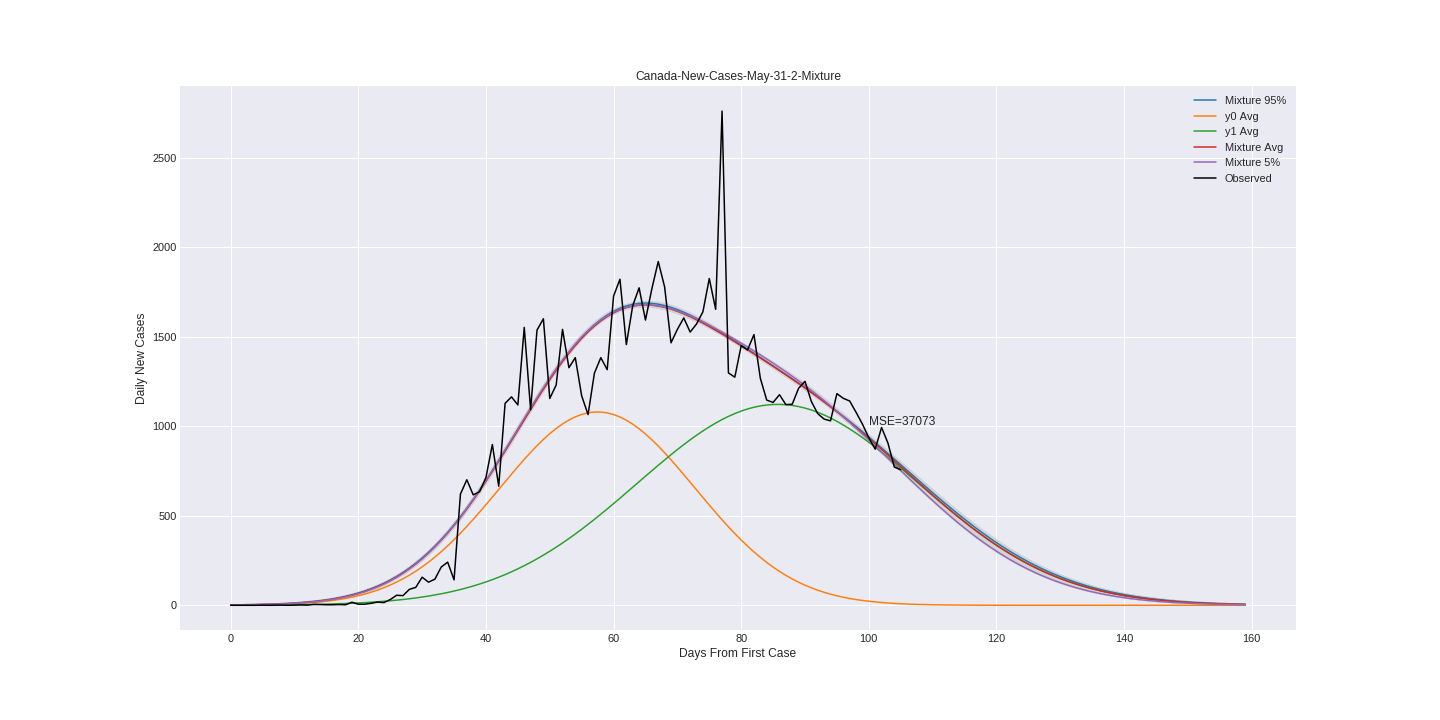 Canada-New-Cases-May-31-2-Mixture
Mixture 95%
y0 Avg
y1 Avg
Mixture Avg
Mixture 5%
Observed
Daily New Cases
2500
2000
1500
1000
500
0
MSE=37073
0 20 40 60 80 100 120 140 160
Days From First Case